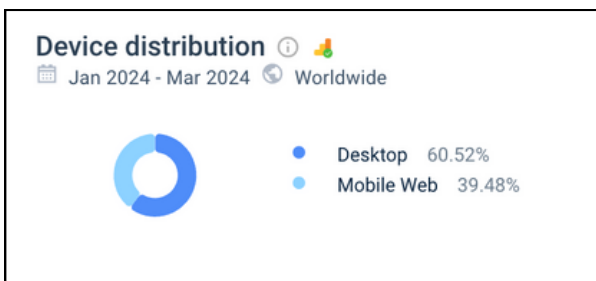 Device distribution
Jan 2024 - Mar 2024 Worldwide
Desktop 60.52%
Mobile Web 39.48%